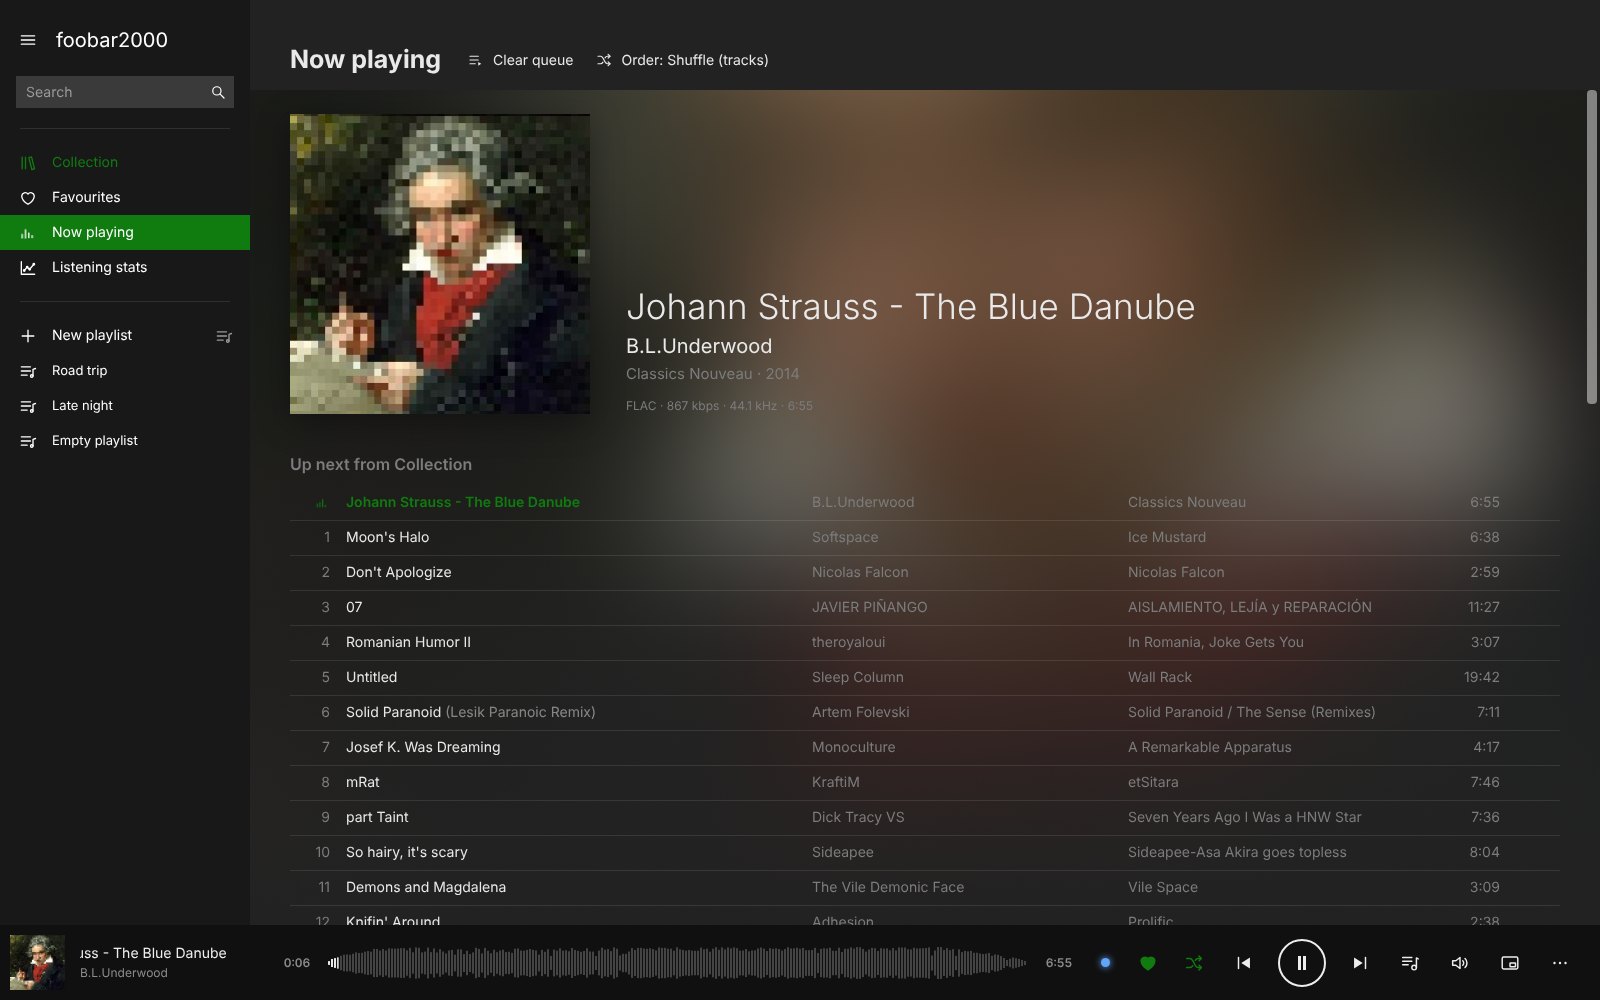 foobar2000
Search
Collection
Favourites
Now playing
Listening stats
New playlist
Road trip
Late night
Empty playlist
Now playing
Clear queue
Order: Shuffle (tracks)
Johann Strauss - The Blue Danube
B.L.Underwood
Classics Nouveau · 2014
FLAC · 867 kbps · 44.1 kHz · 6:55
Up next from Collection
Johann Strauss - The Blue Danube B.L.Underwood Classics Nouveau 6:55
1 Moon's Halo Softspace Ice Mustard 6:38
2 Don't Apologize Nicolas Falcon Nicolas Falcon 2:59
3 07 JAVIER PIÑANGO AISLAMIENTO, LEJÍA y REPARACIÓN 11:27
4 Romanian Humor II theroyaloui In Romania, Joke Gets You 3:07
5 Untitled Sleep Column Wall Rack 19:42
6 Solid Paranoid (Lesik Paranoic Remix) Artem Folevski Solid Paranoid / The Sense (Remixes) 7:11
7 Josef K. Was Dreaming Monoculture A Remarkable Apparatus 4:17
8 mRat KraftiM etSitara 7:46
9 part Taint Dick Tracy VS Seven Years Ago I Was a HNW Star 7:36
10 So hairy, it's scary Sideapee Sideapee-Asa Akira goes topless 8:04
11 Demons and Magdalena The Vile Demonic Face Vile Space 3:09
12 Knifin' Around Adhesion Prolific 2:38
uss - The Blue Danube
B.L.Underwood
0:06
6:55